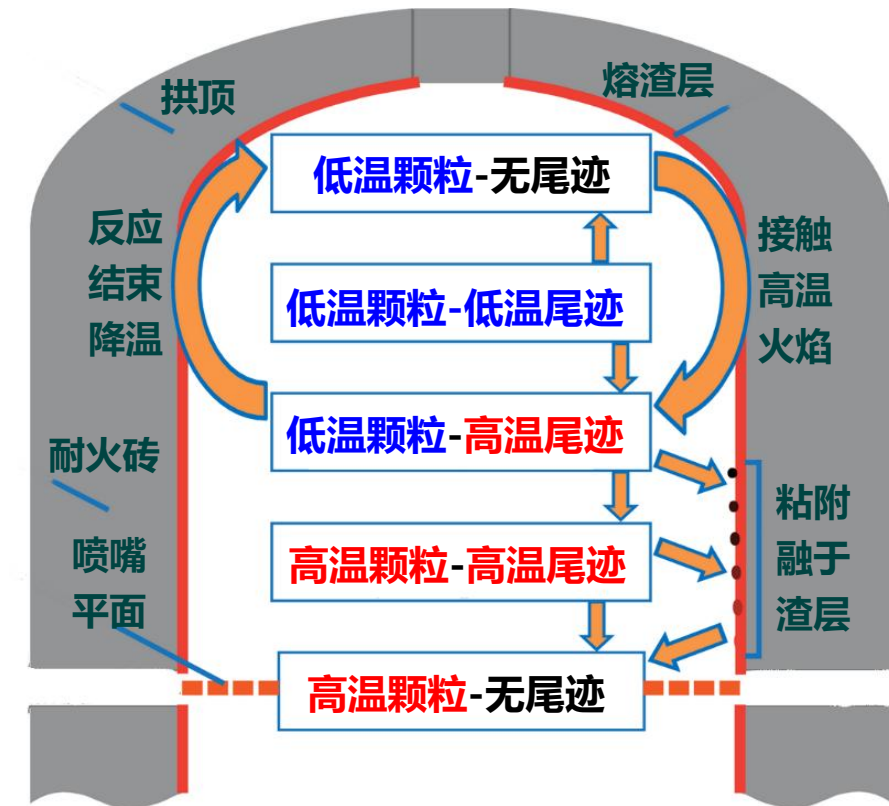 拱顶
熔渣层
低温颗粒-无尾迹
反应
结束
降温
接触
高温
火焰
低温颗粒-低温尾迹
低温颗粒-高温尾迹
耐火砖
粘附
融于
渣层
高温颗粒-高温尾迹
喷嘴
平面
高温颗粒-无尾迹